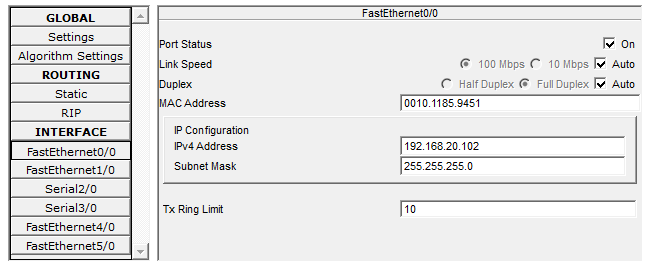 GLOBAL
Settings
Algorithm Settings
ROUTING
Static
RIP
INTERFACE
FastEthernet0/0
FastEthernet1/0
Serial2/0
Serial3/0
FastEthernet4/0
FastEthernet5/0
FastEthernet0/0
Port Status On
Link Speed 100 Mbps 10 Mbps Auto
Duplex Half Duplex Full Duplex Auto
MAC Address 0010.1185.9451
IP Configuration
IPv4 Address 192.168.20.102
Subnet Mask 255.255.255.0
Tx Ring Limit 10